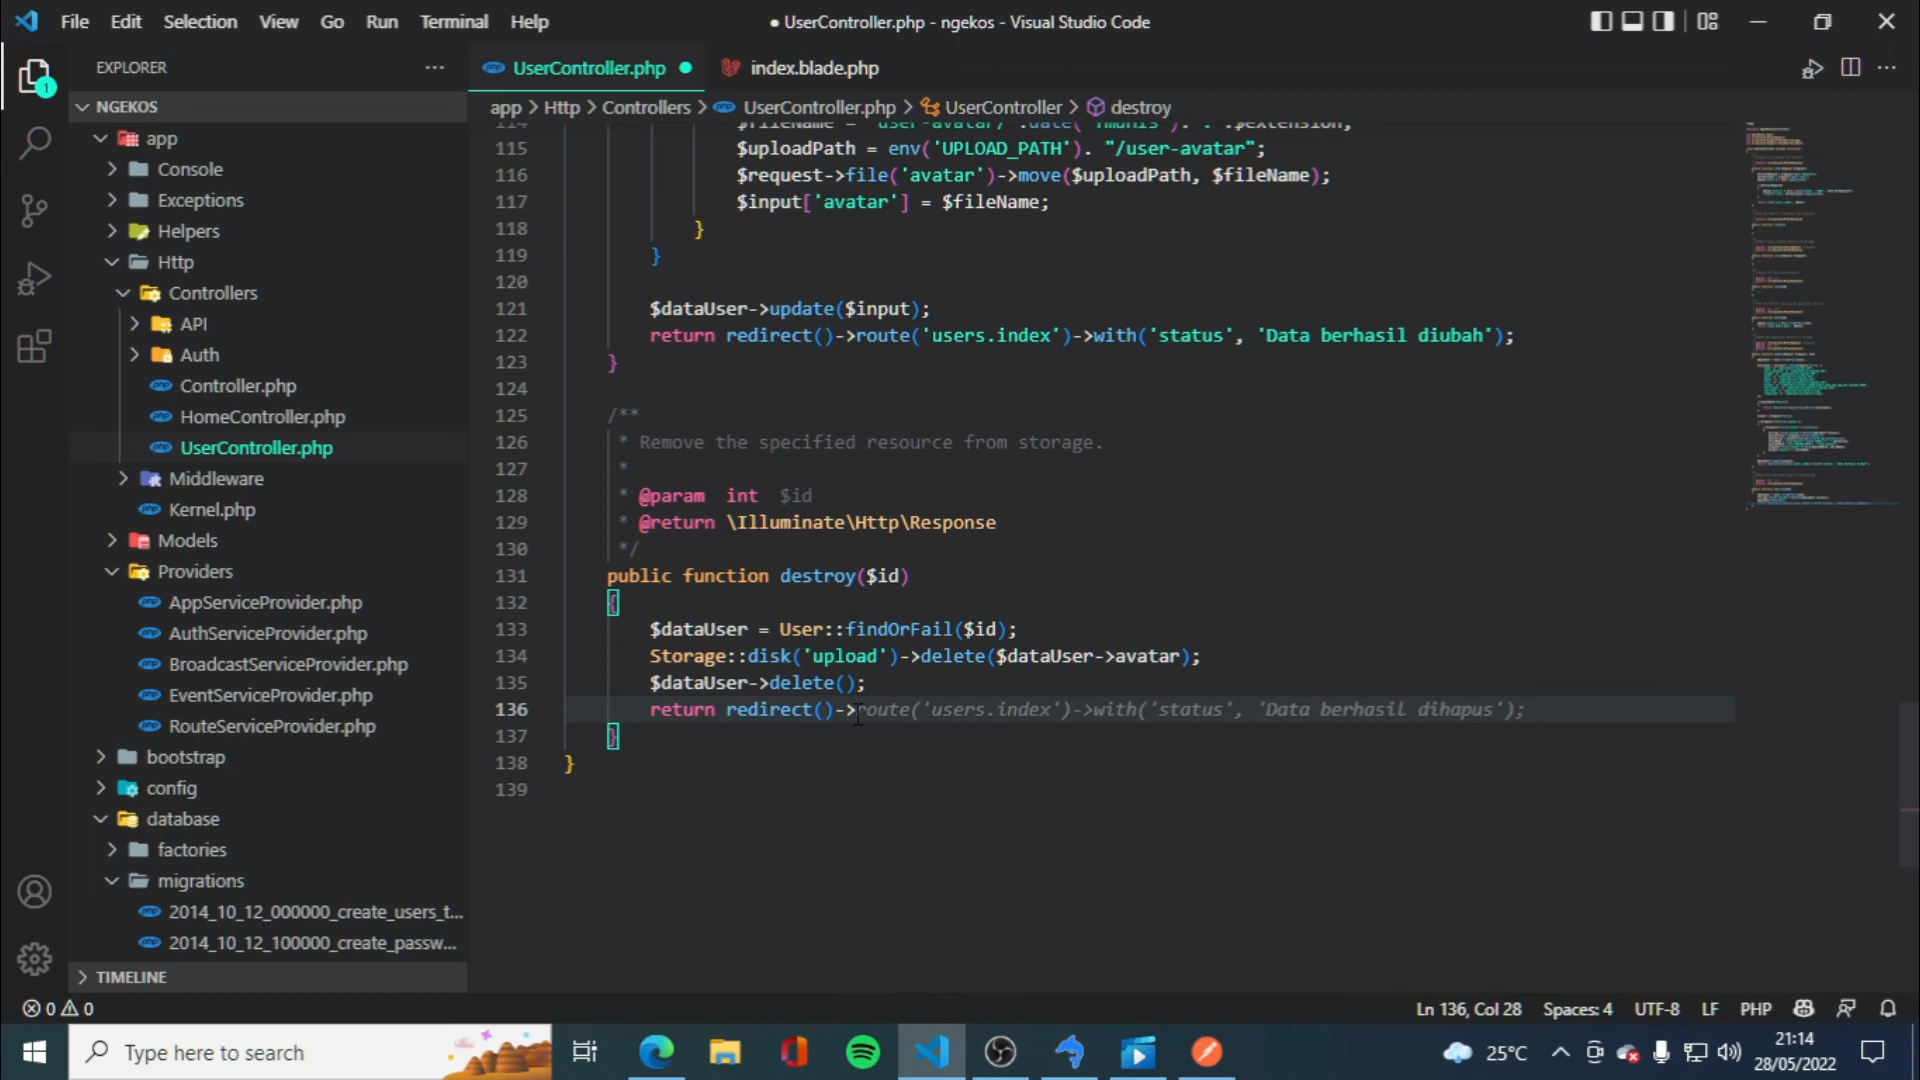 File Edit Selection View Go Run Terminal Help
● UserController.php - ngekos - Visual Studio Code
EXPLORER
UserController.php
index.blade.php
1
NGEKOS
app > Http > Controllers > UserController.php > UserController > destroy
app
Console
Exceptions
Helpers
Http
Controllers
API
Auth
Controller.php
HomeController.php
UserController.php
Middleware
Kernel.php
Models
Providers
AppServiceProvider.php
AuthServiceProvider.php
BroadcastServiceProvider.php
EventServiceProvider.php
RouteServiceProvider.php
bootstrap
config
database
factories
migrations
2014_10_12_000000_create_users_t...
2014_10_12_100000_create_passw...
TIMELINE
115 $uploadPath = env('UPLOAD_PATH'). "/user-avatar";
116 $request->file('avatar')->move($uploadPath, $fileName);
117 $input['avatar'] = $fileName;
118 }
119 }
120
121 $dataUser->update($input);
122 return redirect()->route('users.index')->with('status', 'Data berhasil diubah');
123 }
124
125 /**
126 * Remove the specified resource from storage.
127 *
128 * @param int $id
129 * @return \Illuminate\Http\Response
130 */
131 public function destroy($id)
132 {
133 $dataUser = User::findOrFail($id);
134 Storage::disk('upload')->delete($dataUser->avatar);
135 $dataUser->delete();
136 return redirect()->route('users.index')->with('status', 'Data berhasil dihapus');
137 }
138 }
139
0 0
Ln 136, Col 28 Spaces: 4 UTF-8 LF PHP
Type here to search
25°C
21:14
28/05/2022